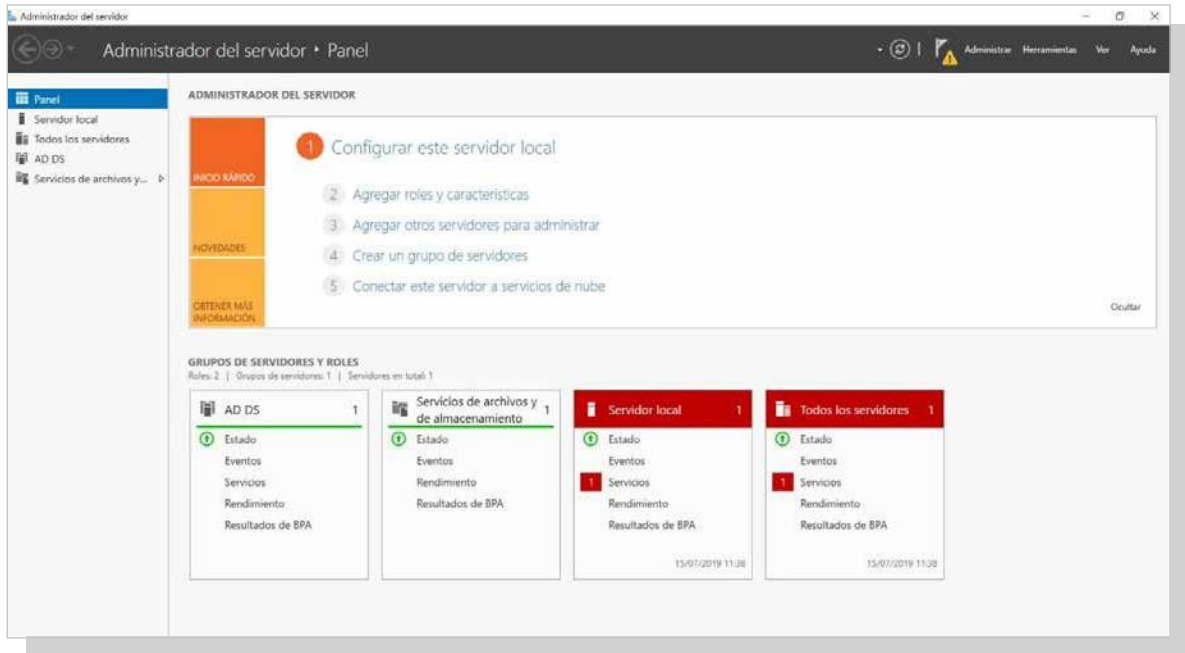 Administrador del servidor
Administrador del servidor ‣ Panel
Administrar Herramientas Ver Ayuda
Panel
Servidor local
Todos los servidores
AD DS
Servicios de archivos y...
ADMINISTRADOR DEL SERVIDOR
INICIO RÁPIDO
NOVEDADES
OBTENER MÁS
INFORMACIÓN
1 Configurar este servidor local
2 Agregar roles y características
3 Agregar otros servidores para administrar
4 Crear un grupo de servidores
5 Conectar este servidor a servicios de nube
Ocultar
GRUPOS DE SERVIDORES Y ROLES
Roles: 2 | Grupos de servidores: 1 | Servidores en total: 1
AD DS 1
Estado
Eventos
Servicios
Rendimiento
Resultados de BPA
Servicios de archivos y
de almacenamiento 1
Estado
Eventos
Rendimiento
Resultados de BPA
Servidor local 1
Estado
Eventos
1 Servicios
Rendimiento
Resultados de BPA
15/07/2019 11:38
Todos los servidores 1
Estado
Eventos
1 Servicios
Rendimiento
Resultados de BPA
15/07/2019 11:38